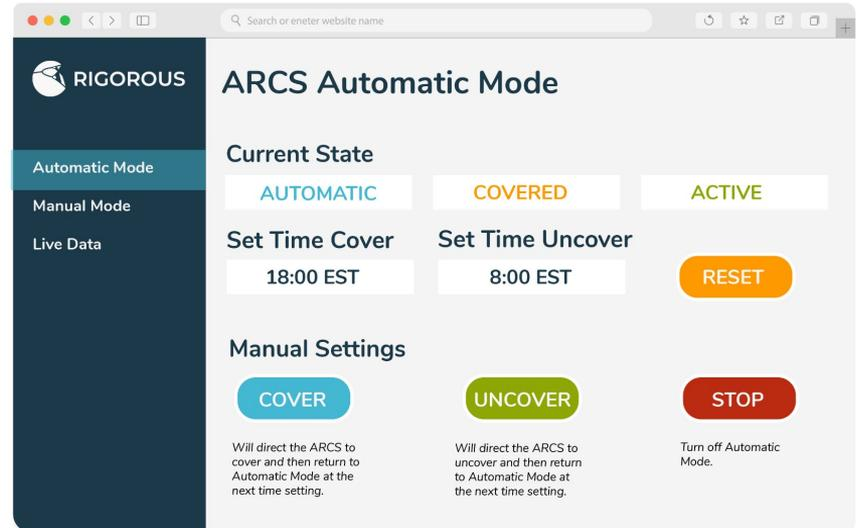 Search or eneter website name
RIGOROUS
ARCS Automatic Mode
Automatic Mode
Manual Mode
Live Data
Current State
AUTOMATIC
COVERED
ACTIVE
Set Time Cover
Set Time Uncover
18:00 EST
8:00 EST
RESET
Manual Settings
COVER
UNCOVER
STOP
Will direct the ARCS to
cover and then return to
Automatic Mode at the
next time setting.
Will direct the ARCS to
uncover and then return
to Automatic Mode at
the next time setting.
Turn off Automatic
Mode.